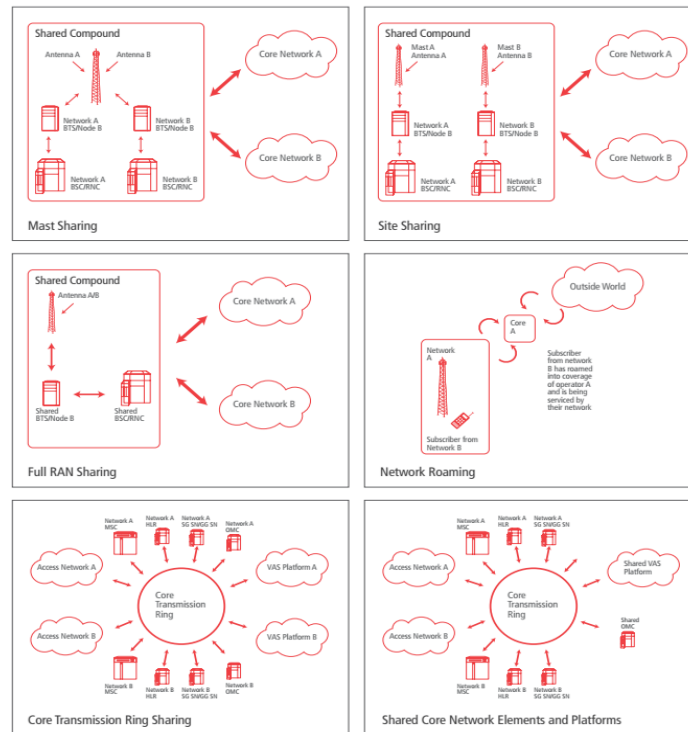 Shared Compound
Antenna A
Antenna B
Network A
BTS/Node B
Network B
BTS/Node B
Network A
BSC/RNC
Network B
BSC/RNC
Core Network A
Core Network B
Mast Sharing
Shared Compound
Mast A
Antenna A
Mast B
Antenna B
Network A
BTS/Node B
Network B
BTS/Node B
Network A
BSC/RNC
Network B
BSC/RNC
Core Network A
Core Network B
Site Sharing
Shared Compound
Antenna A/B
Shared
BTS/Node B
Shared
BSC/RNC
Core Network A
Core Network B
Full RAN Sharing
Outside World
Core
A
Network
A
Subscriber from
Network B
Subscriber
from network
B has roamed
into coverage
of operator A
and is being
serviced by
their network
Network Roaming
Network A
MSC
Network A
HLR
Network A
SG SN/GG SN
Network A
OMC
Access Network A
VAS Platform A
Core
Transmission
Ring
Access Network B
VAS Platform B
Network B
MSC
Network B
HLR
Network B
SG SN/GG SN
Network B
OMC
Core Transmission Ring Sharing
Network A
MSC
Network A
HLR
Network A
SG SN/GG SN
Access Network A
Shared VAS
Platform
Core
Transmission
Ring
Access Network B
Shared
OMC
Network B
MSC
Network B
HLR
Network B
SG SN/GG SN
Shared Core Network Elements and Platforms